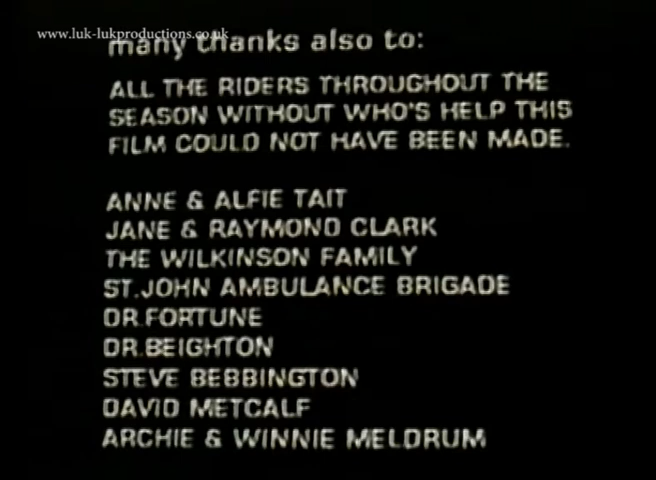 www.luk-lukproductions.co.uk
many thanks also to:
ALL THE RIDERS THROUGHOUT THE
SEASON WITHOUT WHO'S HELP THIS
FILM COULD NOT HAVE BEEN MADE.
ANNE & ALFIE TAIT
JANE & RAYMOND CLARK
THE WILKINSON FAMILY
ST.JOHN AMBULANCE BRIGADE
DR.FORTUNE
DR.BEIGHTON
STEVE BEBBINGTON
DAVID METCALF
ARCHIE & WINNIE MELDRUM